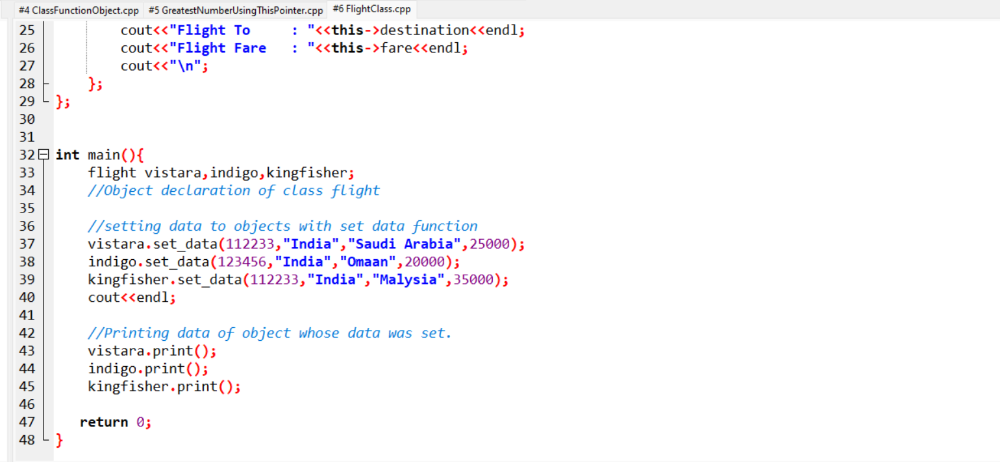 #4 ClassFunctionObject.cpp #5 GreatestNumberUsingThisPointer.cpp #6 FlightClass.cpp
25 cout<<"Flight To     : "<<this->destination<<endl;
26 cout<<"Flight Fare   : "<<this->fare<<endl;
27 cout<<"\n";
28 };
29 };
30
31
32 int main(){
33 flight vistara,indigo,kingfisher;
34 //Object declaration of class flight
35
36 //setting data to objects with set data function
37 vistara.set_data(112233,"India","Saudi Arabia",25000);
38 indigo.set_data(123456,"India","Omaan",20000);
39 kingfisher.set_data(112233,"India","Malysia",35000);
40 cout<<endl;
41
42 //Printing data of object whose data was set.
43 vistara.print();
44 indigo.print();
45 kingfisher.print();
46
47 return 0;
48 }